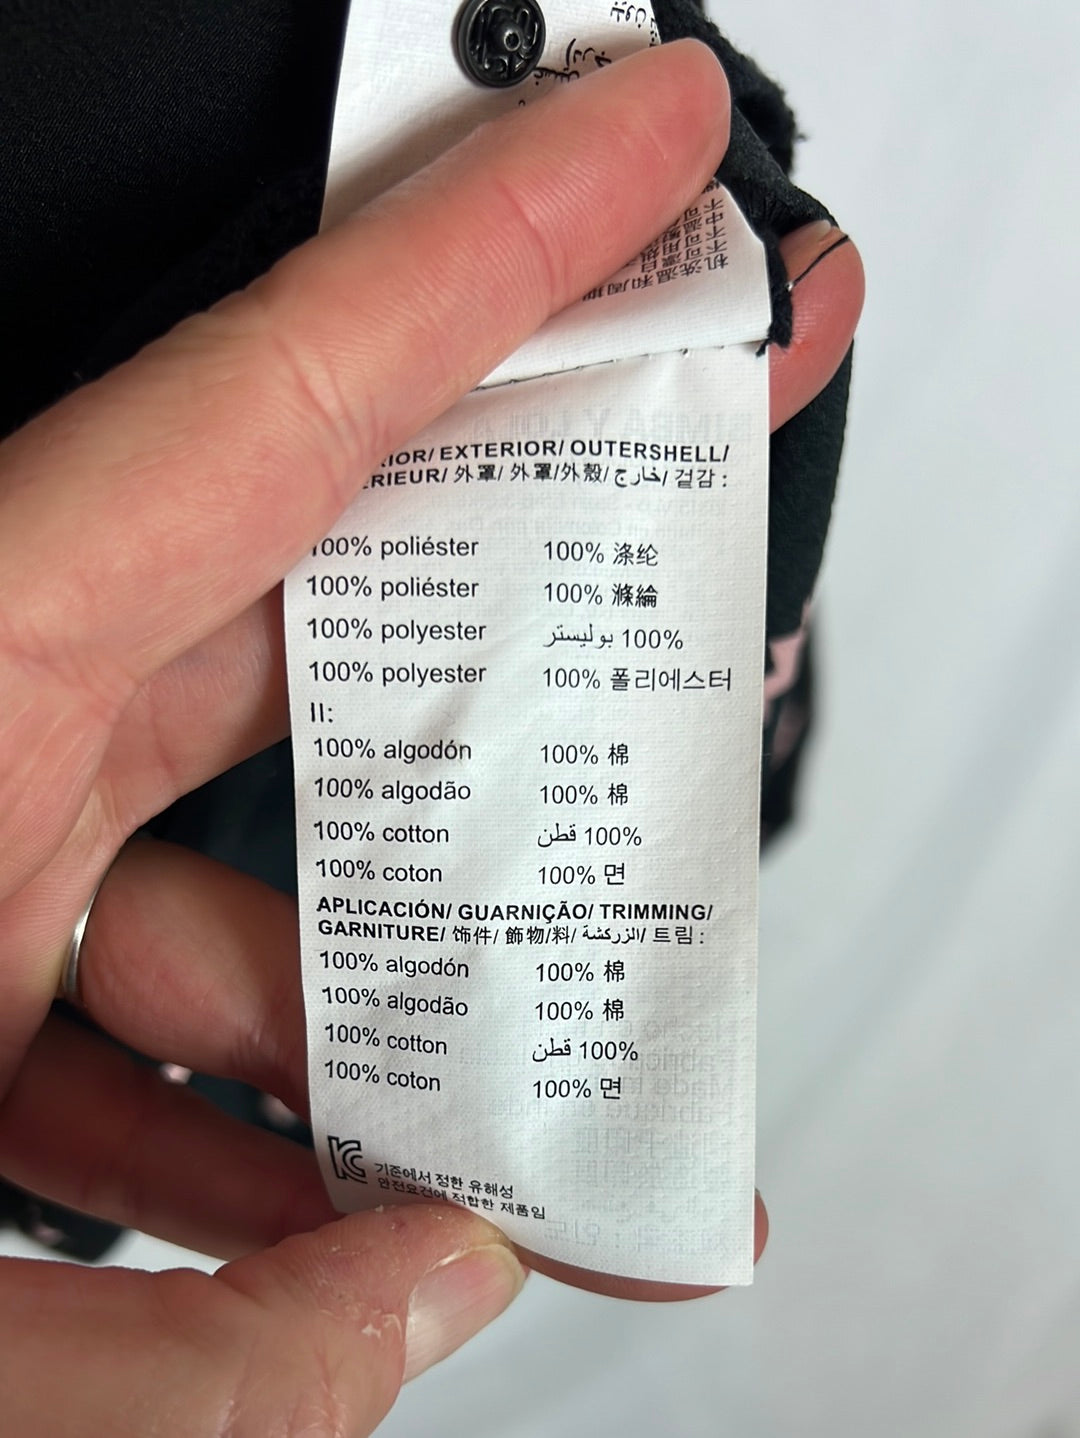 EXTERIOR/ OUTERSHELL/
外罩/ 外罩/外殼/ خارج/ 겉감 :
100% poliéster 100% 涤纶
100% poliéster 100% 滌綸
100% polyester 100% بوليستر
100% polyester 100% 폴리에스터
II:
100% algodón 100% 棉
100% algodão 100% 棉
100% cotton 100% قطن
100% coton 100% 면
APLICACIÓN/ GUARNIÇÃO/ TRIMMING/
GARNITURE/ 饰件/ 飾物/料/ الزركشة/ 트림 :
100% algodón 100% 棉
100% algodão 100% 棉
100% cotton 100% قطن
100% coton 100% 면
KC 기준에서 정한 유해성
안전요건에 적합한 제품임